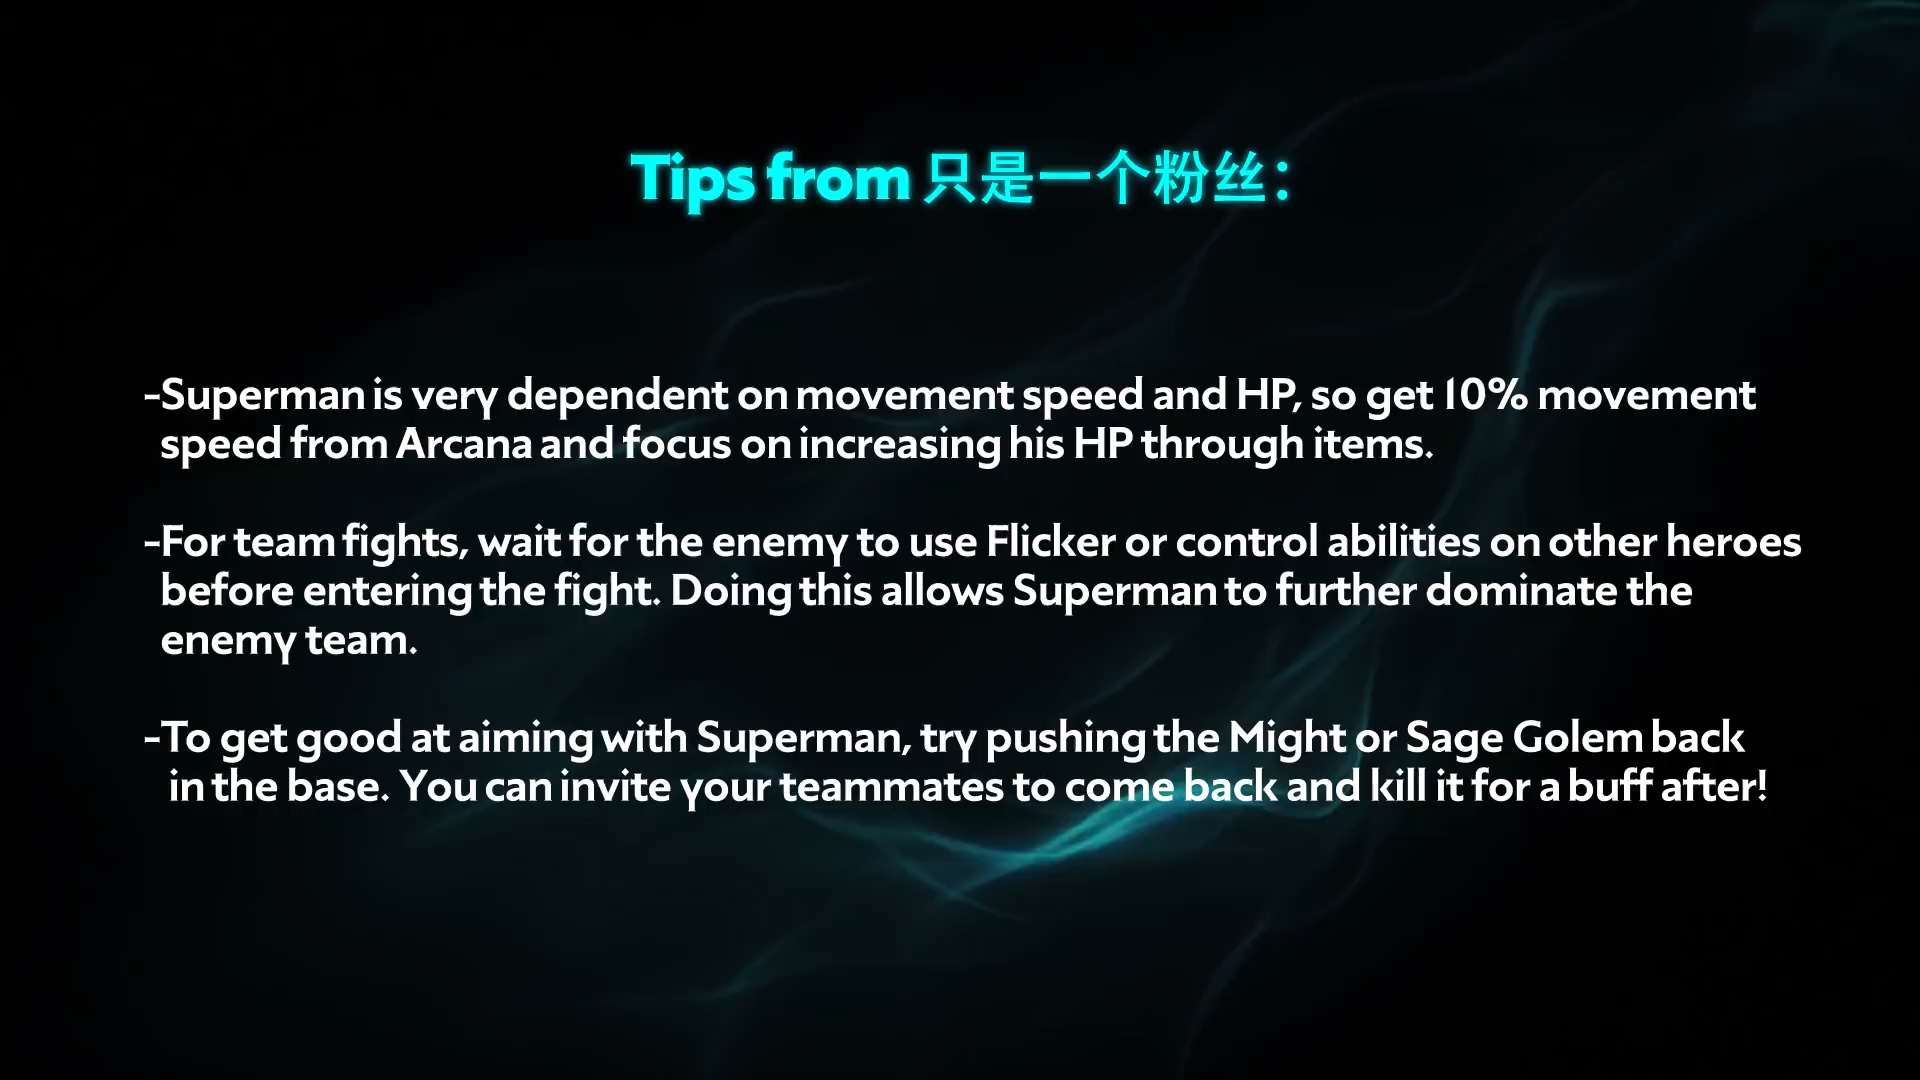 Tips from 只是一个粉丝:
-Superman is very dependent on movement speed and HP, so get 10% movement
speed from Arcana and focus on increasing his HP through items.
-For team fights, wait for the enemy to use Flicker or control abilities on other heroes
before entering the fight. Doing this allows Superman to further dominate the
enemy team.
-To get good at aiming with Superman, try pushing the Might or Sage Golem back
in the base. You can invite your teammates to come back and kill it for a buff after!